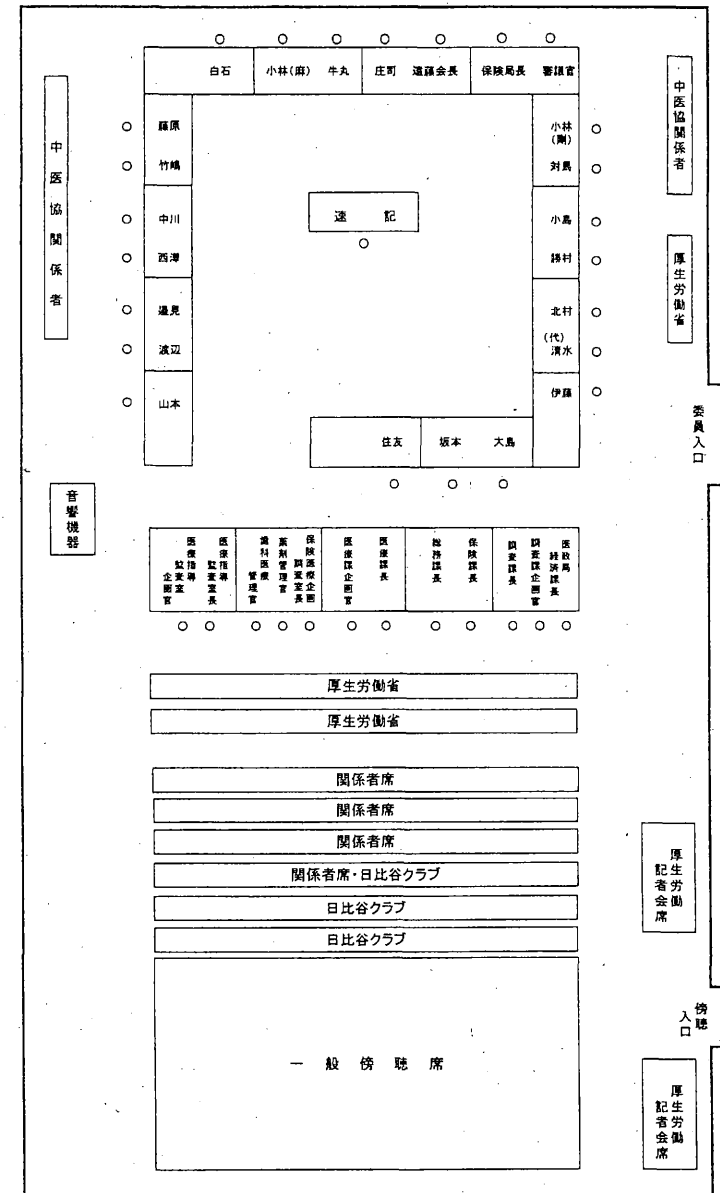 白石 小林(麻) 牛丸 庄司 遠藤会長 保険局長 審議官
中医協関係者
藤原
竹嶋
中川
西澤
邉見
渡辺
山本
速記
小林(剛)
対馬
小島
勝村
北村
(代)清水
伊藤
中医協関係者
厚生労働省
委員入口
住友 坂本 大島
音響機器
医療指導監査室企画官
医療指導監査室長
歯科医療管理官
薬剤管理官
保険医療企画調査室長
医療課企画官
医療課長
総務課長
保険課長
調査課長
調査課企画官
医政局経済課長
厚生労働省
厚生労働省
関係者席
関係者席
関係者席
関係者席・日比谷クラブ
日比谷クラブ
日比谷クラブ
厚生労働記者会席
傍聴入口
一般傍聴席
厚生労働記者会席